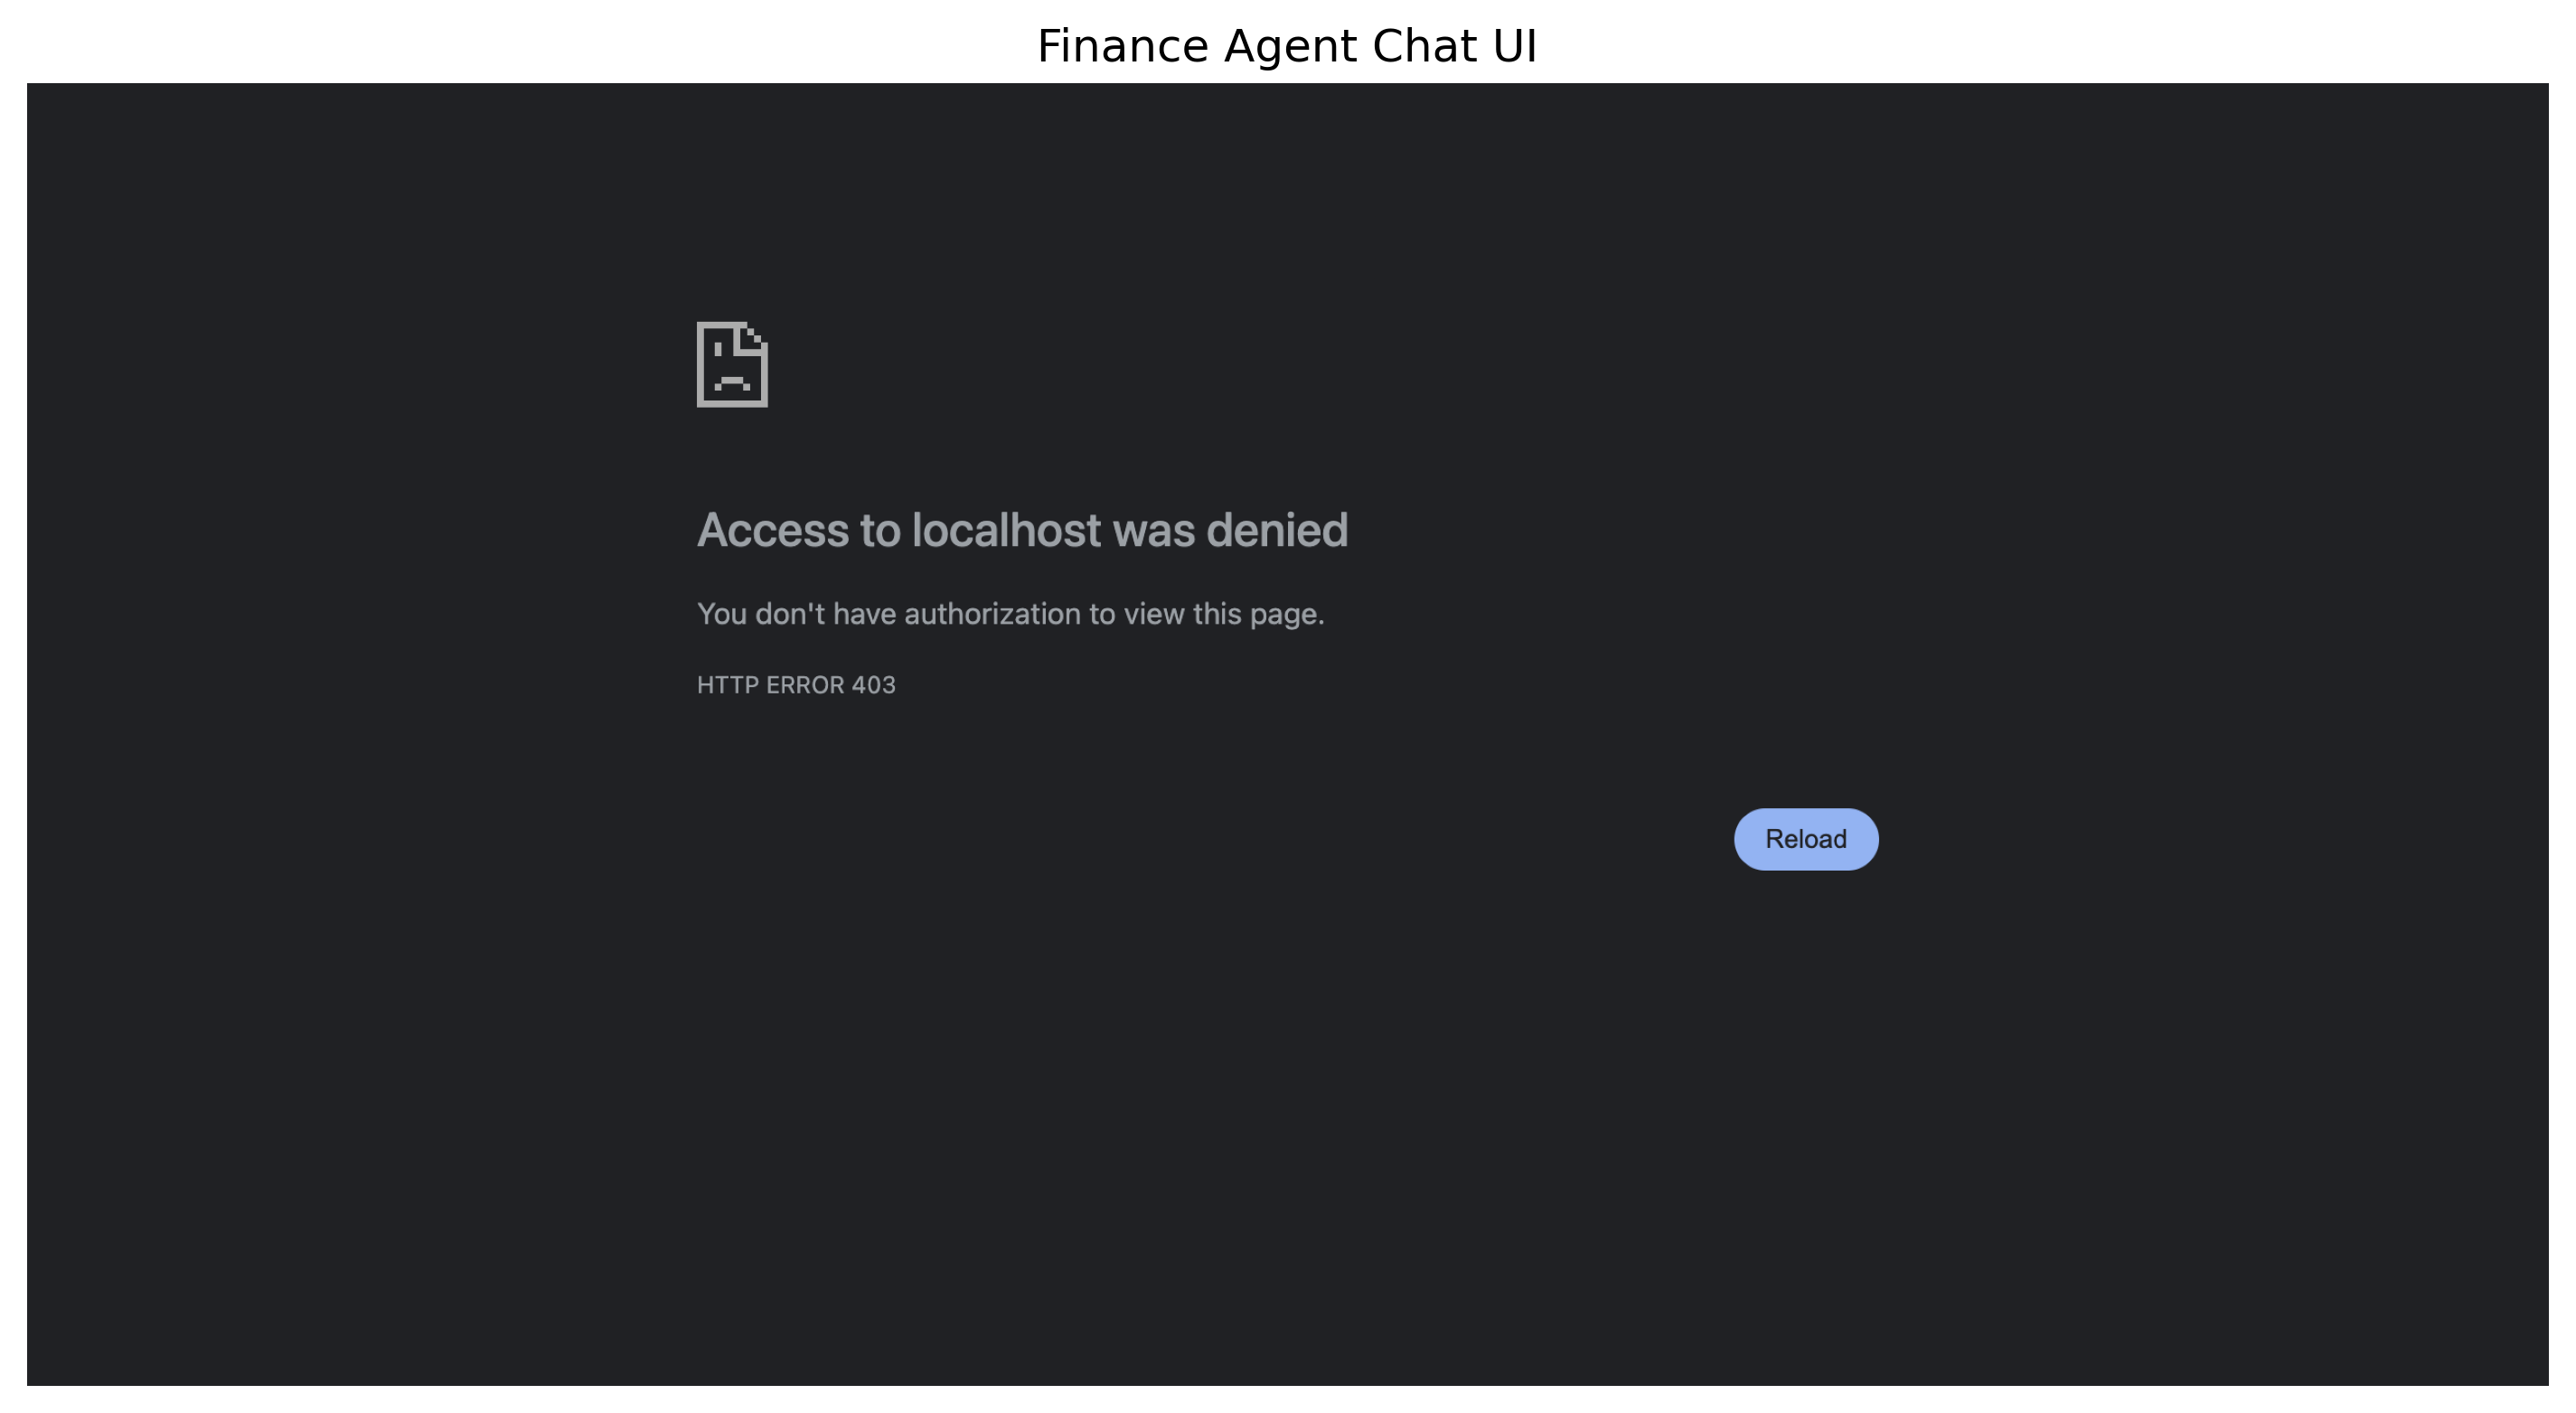 Finance Agent Chat UI
Access to localhost was denied
You don't have authorization to view this page.
HTTP ERROR 403
Reload